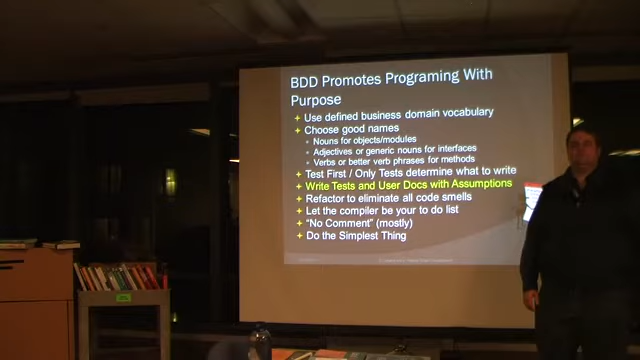 BDD Promotes Programing With
Purpose
Use defined business domain vocabulary
Choose good names
Nouns for objects/modules
Adjectives or generic nouns for interfaces
Verbs or better verb phrases for methods
Test First / Only Tests determine what to write
Write Tests and User Docs with Assumptions
Refactor to eliminate all code smells
Let the compiler be your to do list
"No Comment" (mostly)
Do the Simplest Thing